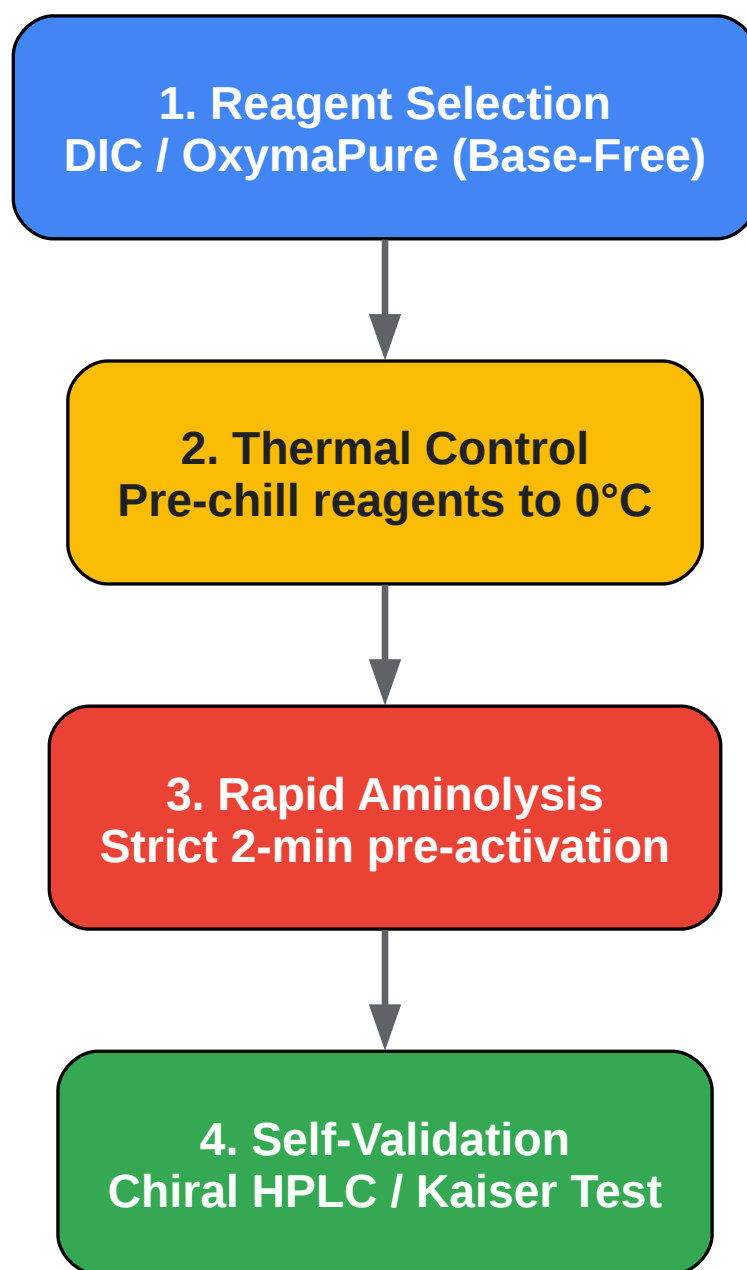 1. Reagent Selection
DIC / OxymaPure (Base-Free)
2. Thermal Control
Pre-chill reagents to 0°C
3. Rapid Aminolysis
Strict 2-min pre-activation
4. Self-Validation
Chiral HPLC / Kaiser Test